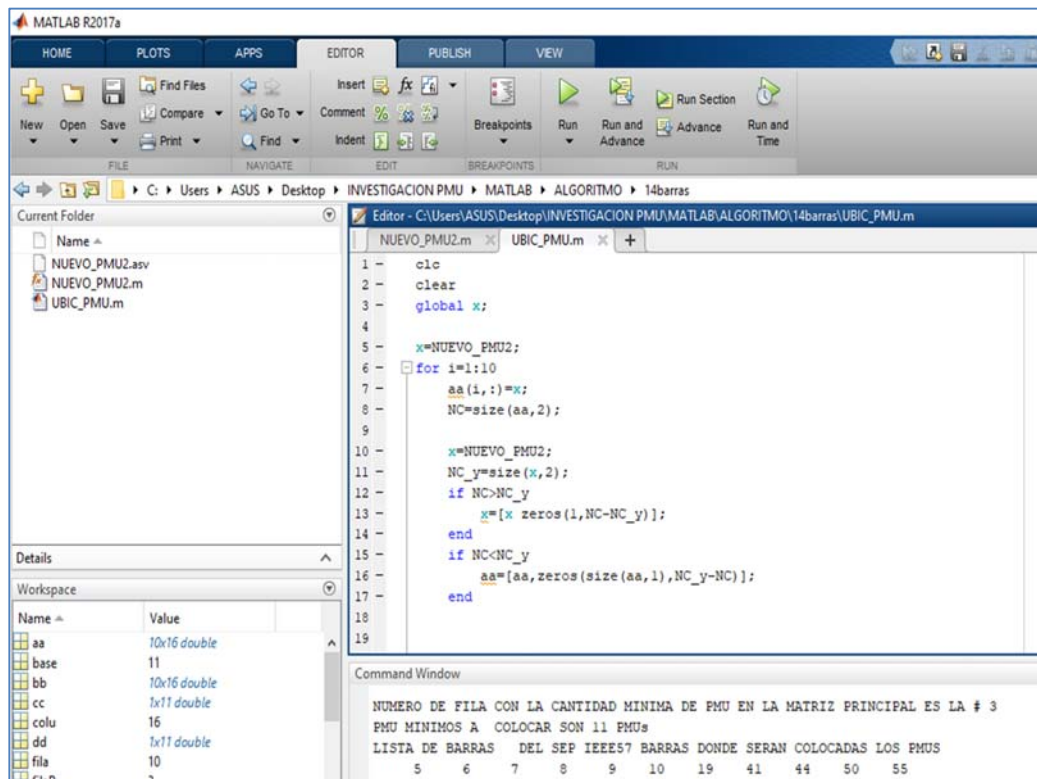 MATLAB R2017a
HOME PLOTS APPS EDITOR PUBLISH VIEW
New Open Save Find Files Compare Print
Go To Find
Insert fx
Comment
Indent
Breakpoints Run Run and Advance Run Section Advance Run and Time
FILE NAVIGATE EDIT BREAKPOINTS RUN
C: Users ASUS Desktop INVESTIGACION PMU MATLAB ALGORITMO 14barras
Current Folder
Name
NUEVO_PMU2.asv
NUEVO_PMU2.m
UBIC_PMU.m
Details
Workspace
Name Value
aa 10x16 double
base 11
bb 10x16 double
cc 1x11 double
colu 16
dd 1x11 double
fila 10
Editor - C:\Users\ASUS\Desktop\INVESTIGACION PMU\MATLAB\ALGORITMO\14barras\UBIC_PMU.m
NUEVO_PMU2.m UBIC_PMU.m +
1 - clc
2 - clear
3 - global x;
4
5 - x=NUEVO_PMU2;
6 - for i=1:10
7 - aa(i,:)=x;
8 - NC=size(aa,2);
9
10 - x=NUEVO_PMU2;
11 - NC_y=size(x,2);
12 - if NC>NC_y
13 - x=[x zeros(1,NC-NC_y)];
14 - end
15 - if NC<NC_y
16 - aa=[aa,zeros(size(aa,1),NC_y-NC)];
17 - end
18
19
Command Window
NUMERO DE FILA CON LA CANTIDAD MINIMA DE PMU EN LA MATRIZ PRINCIPAL ES LA # 3
PMU MINIMOS A COLOCAR SON 11 PMUs
LISTA DE BARRAS DEL SEP IEEE57 BARRAS DONDE SERAN COLOCADAS LOS PMUS
5 6 7 8 9 10 19 41 44 50 55